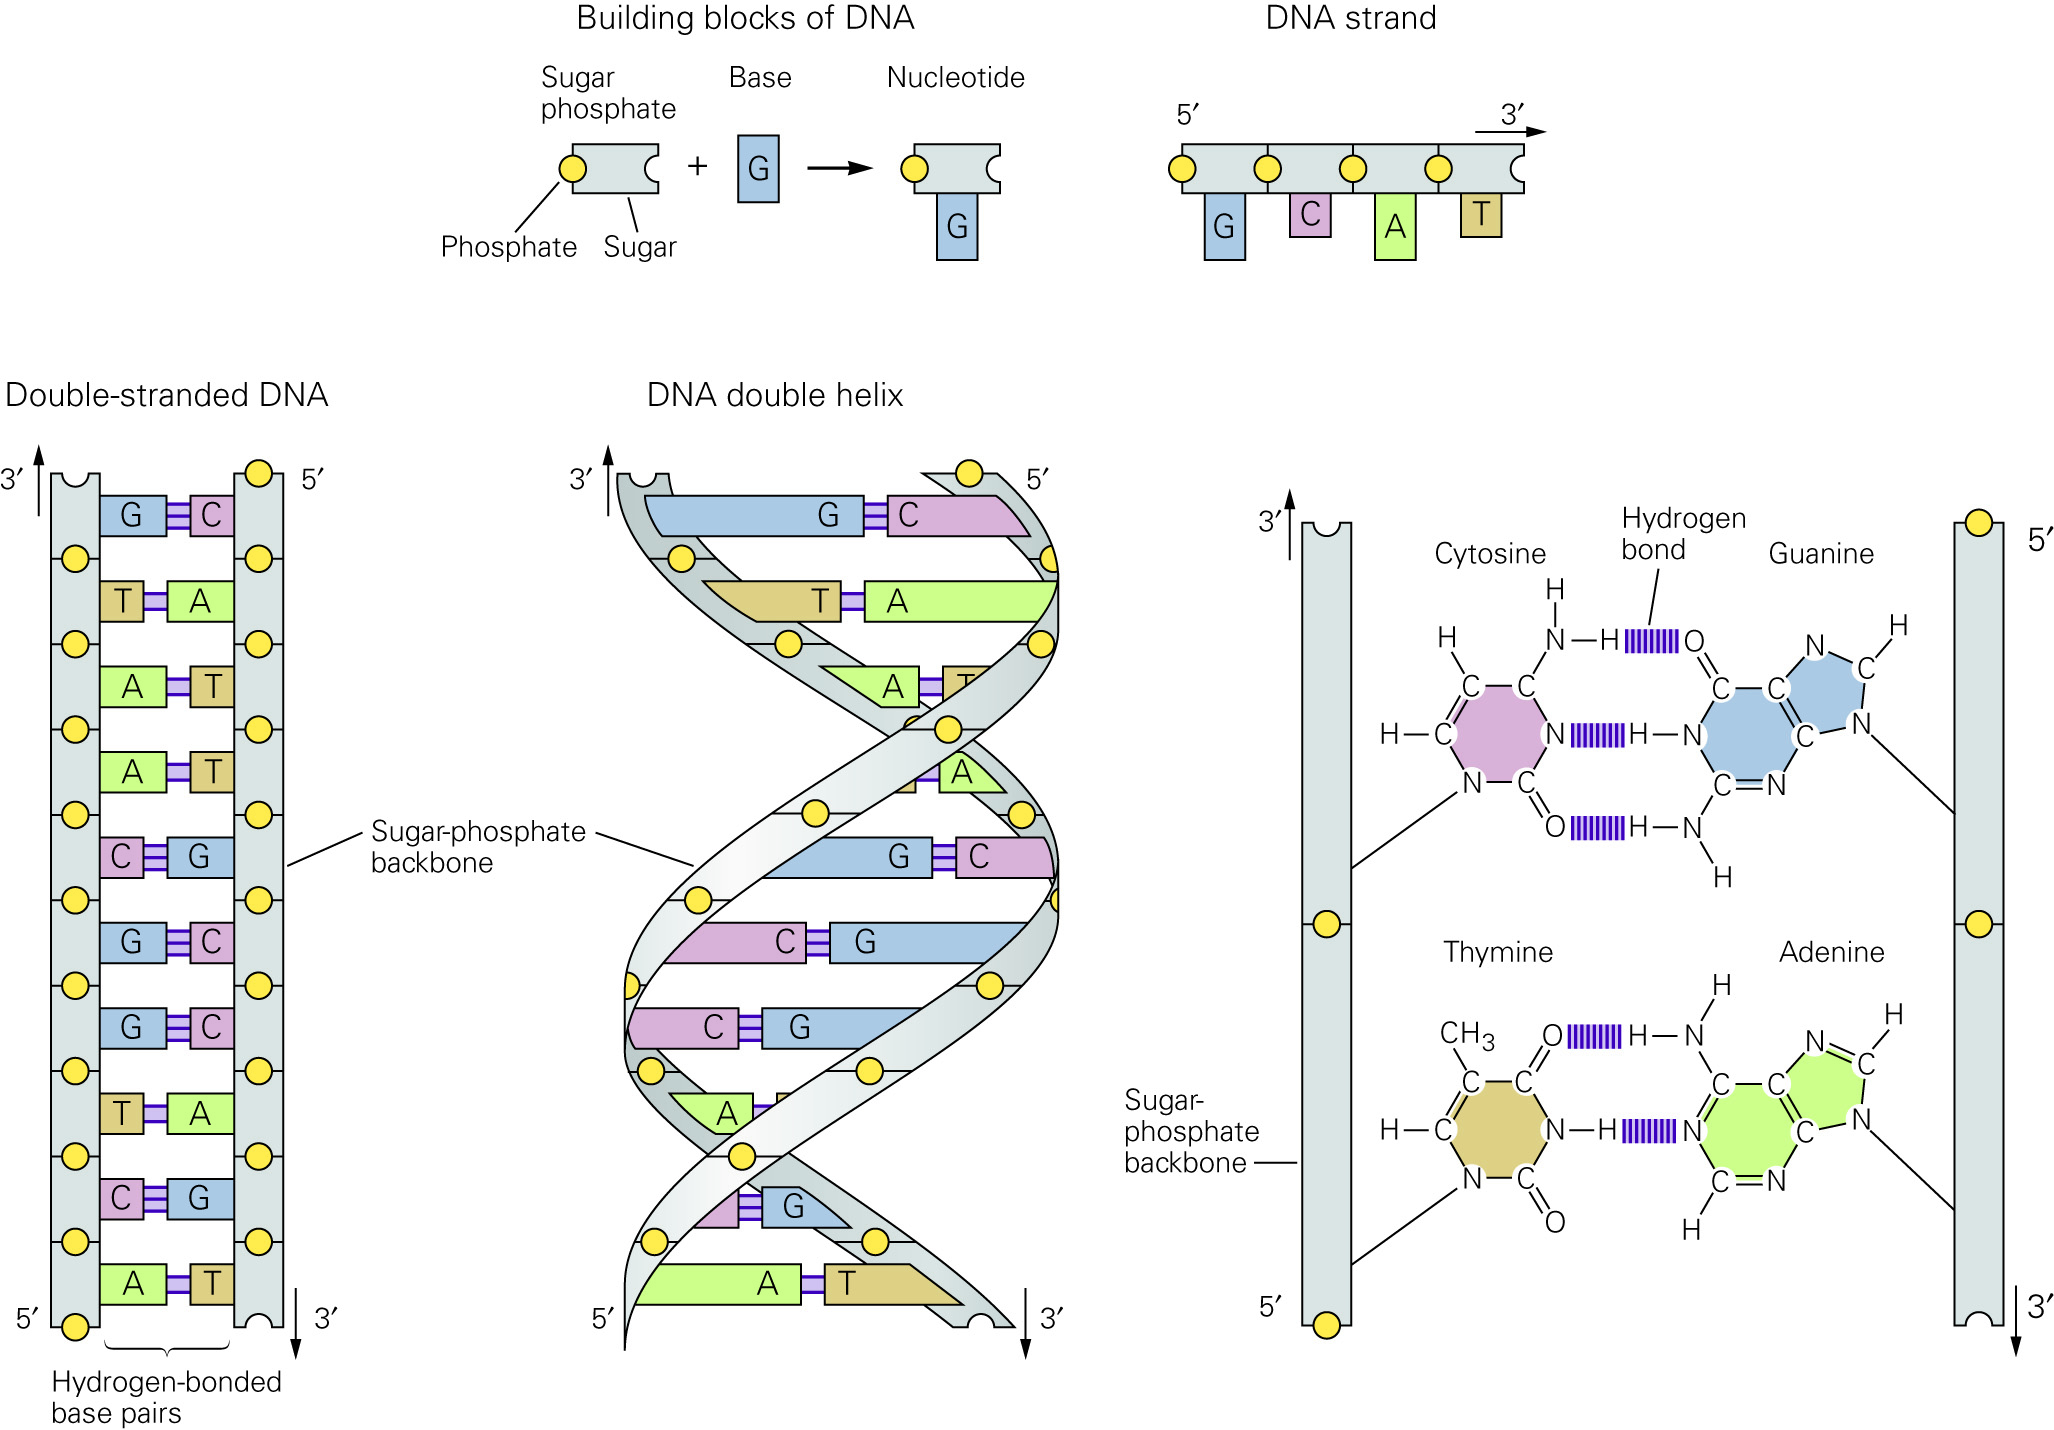 Building blocks of DNA
DNA strand
Sugar
phosphate
Base
Nucleotide
+
G
G
Phosphate
Sugar
5′
3′
G
C
A
T
Double-stranded DNA
3′
5′
G C
T A
A T
A T
C G
G C
G C
T A
C G
A T
5′
3′
Hydrogen-bonded
base pairs
Sugar-phosphate
backbone
DNA double helix
3′
5′
G C
T A
A T
A
G C
C G
C G
A
G
A T
5′
3′
3′
5′
Cytosine
Hydrogen
bond
Guanine
H
H N H O N H
C C C C C
H C N H N C N
N C C N
O H N
H
Thymine
Adenine
H
CH3 O H N N H
C C C C C
H C N H N C N
N C C N
O H
Sugar-
phosphate
backbone
5′
3′